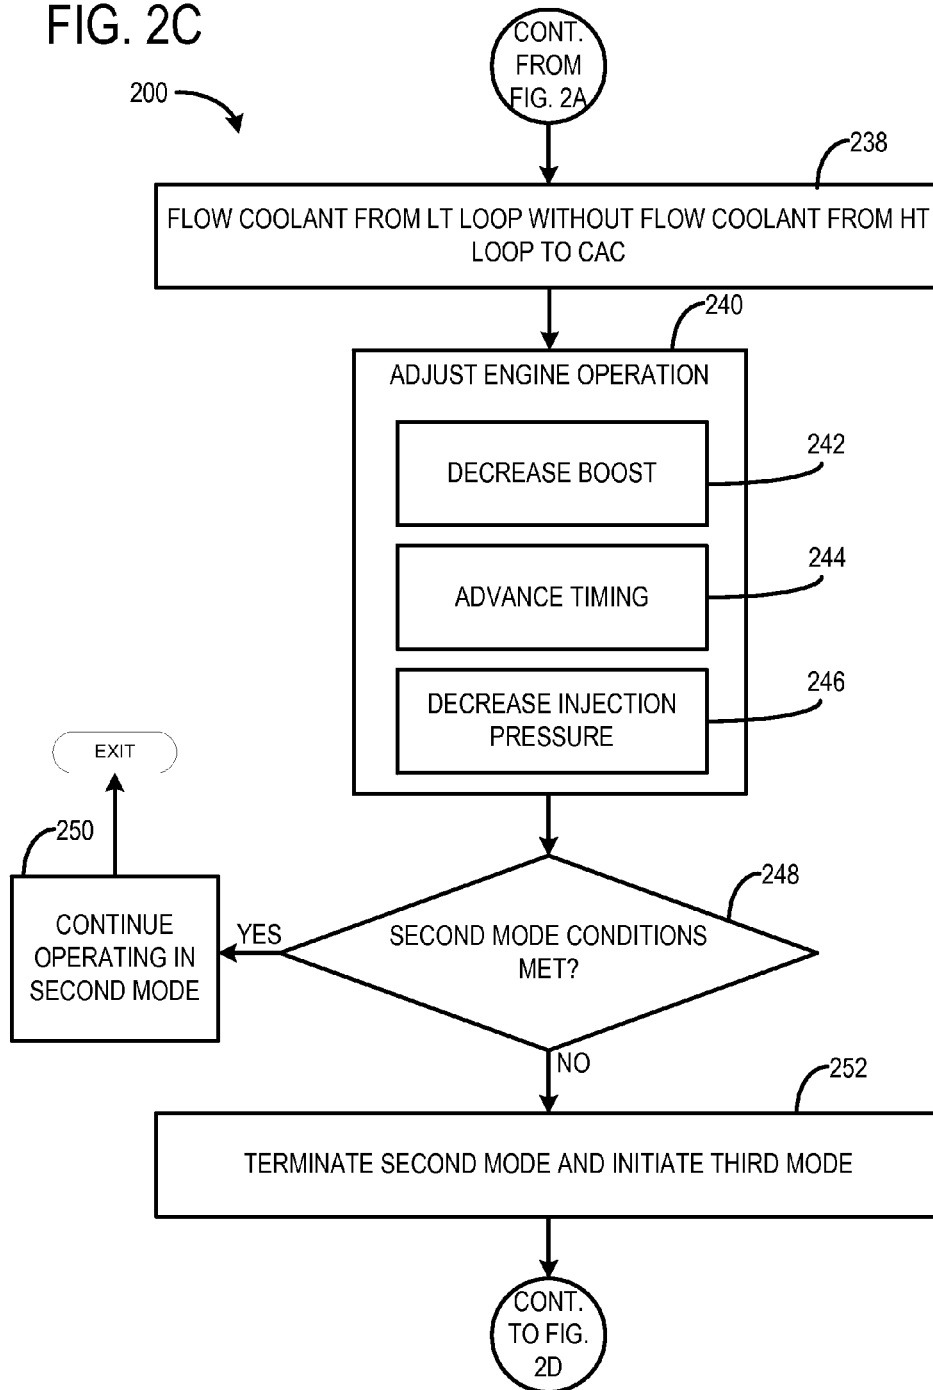 FIG. 2C
CONT.
FROM
FIG. 2A
200
238
FLOW COOLANT FROM LT LOOP WITHOUT FLOW COOLANT FROM HT
LOOP TO CAC
240
ADJUST ENGINE OPERATION
DECREASE BOOST
242
ADVANCE TIMING
244
DECREASE INJECTION
PRESSURE
246
EXIT
250
CONTINUE
OPERATING IN
SECOND MODE
YES
SECOND MODE CONDITIONS
MET?
248
NO
252
TERMINATE SECOND MODE AND INITIATE THIRD MODE
CONT.
TO FIG.
2D